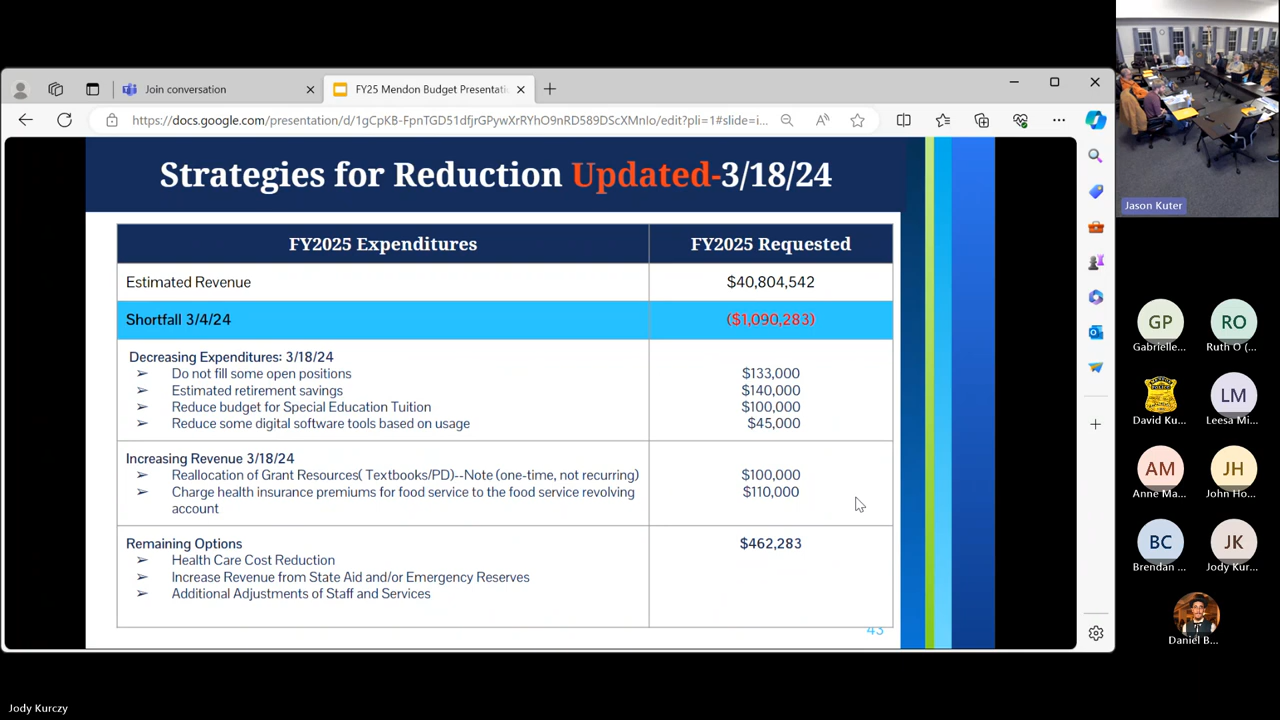 Join conversation
FY25 Mendon Budget Presentati
https://docs.google.com/presentation/d/1gCpKB-FpnTGD51dfjrGPywXrRYhO9nRD589DScXMnIo/edit?pli=1#slide=i...
Strategies for Reduction Updated-3/18/24
FY2025 Expenditures FY2025 Requested
Estimated Revenue $40,804,542
Shortfall 3/4/24 ($1,090,283)
Decreasing Expenditures: 3/18/24
➢ Do not fill some open positions $133,000
➢ Estimated retirement savings $140,000
➢ Reduce budget for Special Education Tuition $100,000
➢ Reduce some digital software tools based on usage $45,000
Increasing Revenue 3/18/24
➢ Reallocation of Grant Resources( Textbooks/PD)--Note (one-time, not recurring) $100,000
➢ Charge health insurance premiums for food service to the food service revolving $110,000
account
Remaining Options $462,283
➢ Health Care Cost Reduction
➢ Increase Revenue from State Aid and/or Emergency Reserves
➢ Additional Adjustments of Staff and Services
43
Jason Kuter
GP RO
Gabrielle... Ruth O (...
LM
David Ku... Leesa Mi...
AM JH
Anne Ma... John Ho...
BC JK
Brendan ... Jody Kur...
Daniel B...
Jody Kurczy